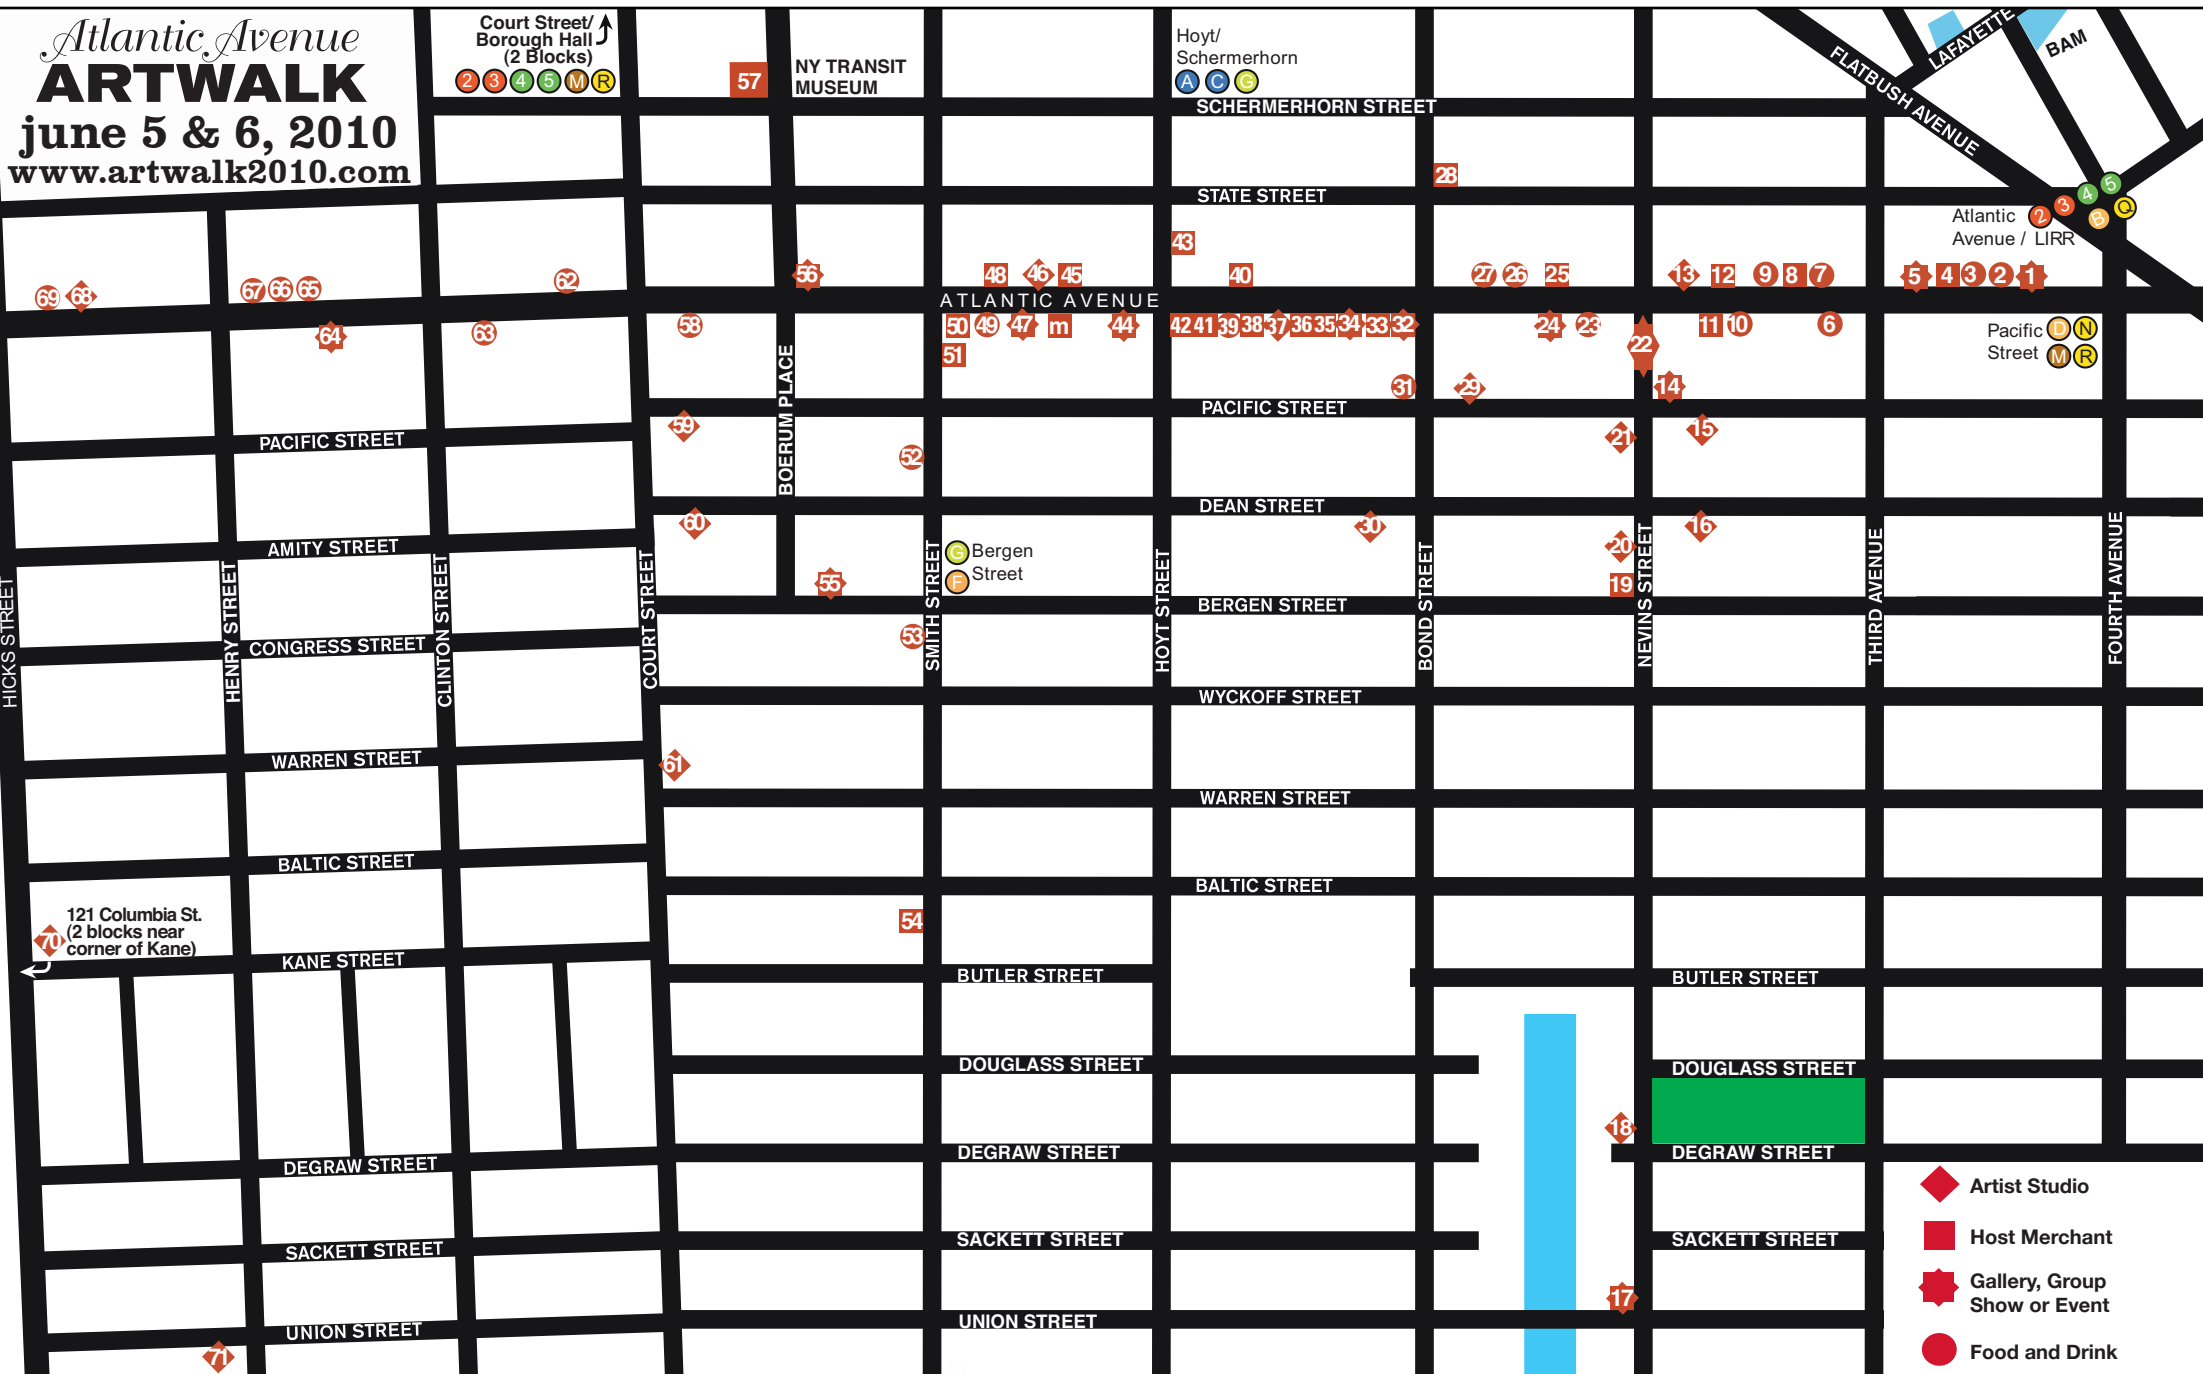 Atlantic Avenue
ARTWALK
june 5 & 6, 2010
www.artwalk2010.com
Court Street/
Borough Hall
(2 Blocks)
2 3 4 5 M R
57
NY TRANSIT
MUSEUM
Hoyt/
Schermerhorn
A C G
SCHERMERHORN STREET
FLATBUSH AVENUE
LAFAYETTE
BAM
28
STATE STREET
Atlantic
Avenue / LIRR
2 3 4 5 B Q
43
69 68 67 66 65 62 56 48 46 45 40 27 26 25 13 12 9 8 7 5 4 3 2 1
ATLANTIC AVENUE
64 63 58 50 49 47 m 44 42 41 39 38 37 36 35 34 33 32 24 23 22 11 10 6
51
Pacific D N
Street M R
31 29 14
PACIFIC STREET
PACIFIC STREET
BOERUM PLACE
59 52 21 15
DEAN STREET
60 30 20 16
AMITY STREET
G Bergen
F Street
55 19
BERGEN STREET
HICKS STREET
HENRY STREET
CLINTON STREET
COURT STREET
SMITH STREET
HOYT STREET
BOND STREET
NEVINS STREET
THIRD AVENUE
FOURTH AVENUE
CONGRESS STREET
53
WYCKOFF STREET
WARREN STREET
61
WARREN STREET
BALTIC STREET
BALTIC STREET
70
121 Columbia St.
(2 blocks near
corner of Kane)
54
KANE STREET
BUTLER STREET
BUTLER STREET
DOUGLASS STREET
DOUGLASS STREET
18
DEGRAW STREET
DEGRAW STREET
DEGRAW STREET
Artist Studio
SACKETT STREET
SACKETT STREET
SACKETT STREET
Host Merchant
Gallery, Group
Show or Event
17
UNION STREET
UNION STREET
71
Food and Drink